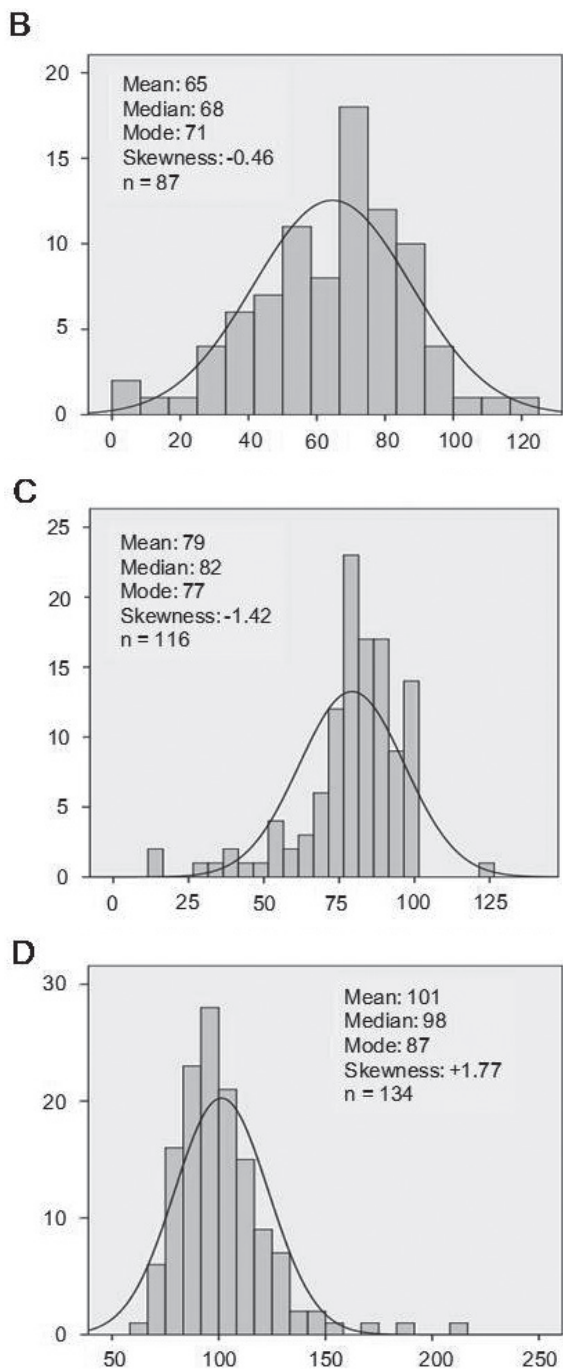 B
20
15
10
5
0
Mean: 65
Median: 68
Mode: 71
Skewness: -0.46
n = 87
0 20 40 60 80 100 120
C
25
20
15
10
5
0
Mean: 79
Median: 82
Mode: 77
Skewness: -1.42
n = 116
0 25 50 75 100 125
D
30
20
10
0
Mean: 101
Median: 98
Mode: 87
Skewness: +1.77
n = 134
50 100 150 200 250